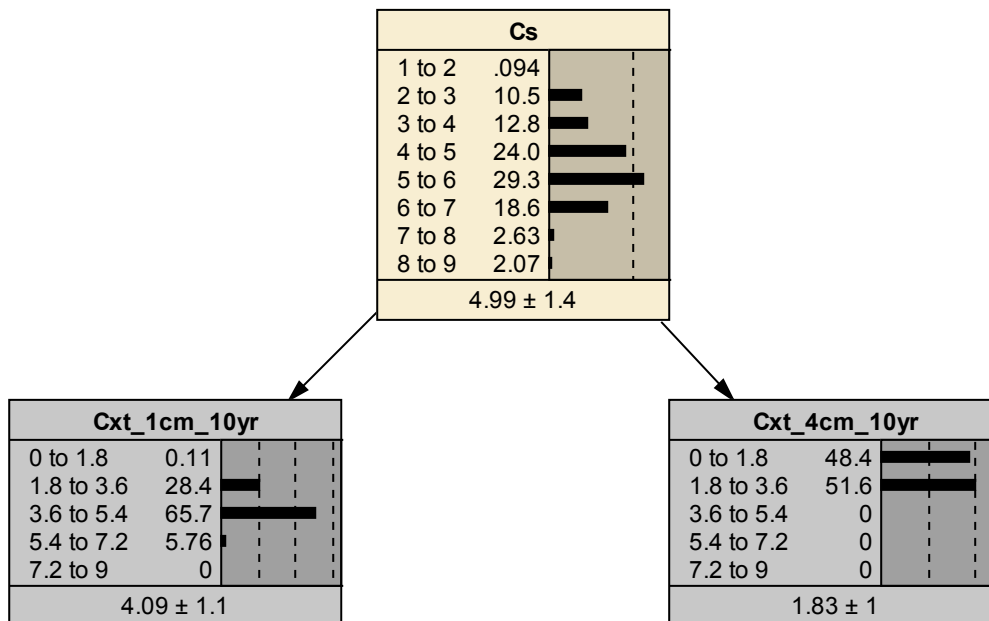 Cs
1 to 2 .094
2 to 3 10.5
3 to 4 12.8
4 to 5 24.0
5 to 6 29.3
6 to 7 18.6
7 to 8 2.63
8 to 9 2.07
4.99 ± 1.4
Cxt_1cm_10yr
0 to 1.8 0.11
1.8 to 3.6 28.4
3.6 to 5.4 65.7
5.4 to 7.2 5.76
7.2 to 9 0
4.09 ± 1.1
Cxt_4cm_10yr
0 to 1.8 48.4
1.8 to 3.6 51.6
3.6 to 5.4 0
5.4 to 7.2 0
7.2 to 9 0
1.83 ± 1